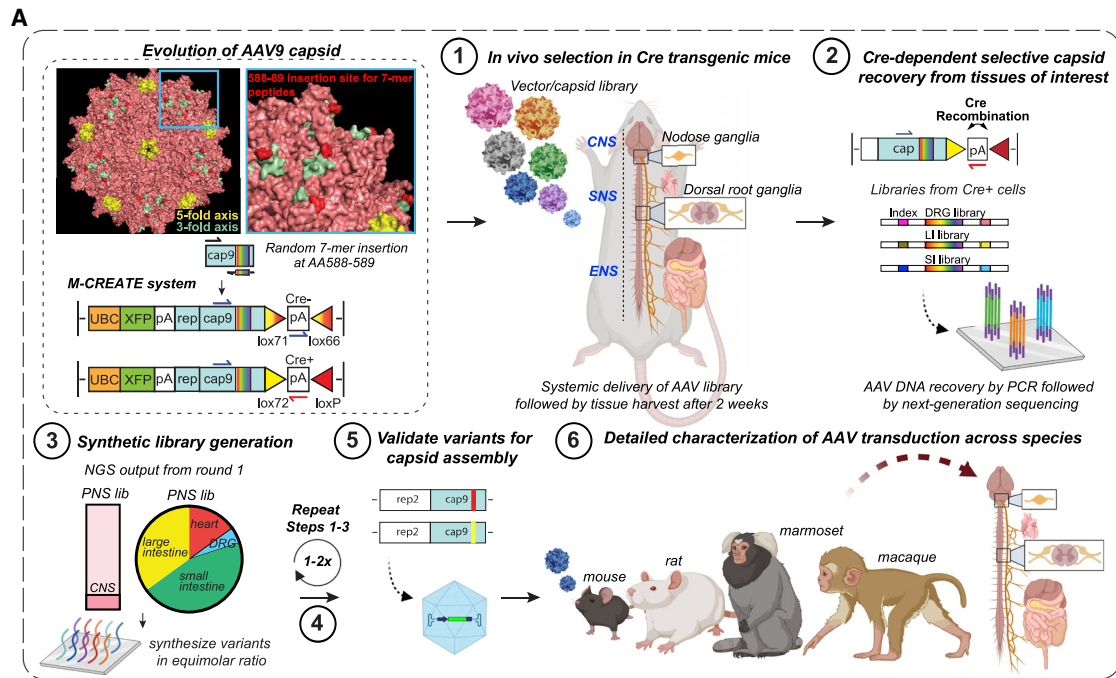 A
Evolution of AAV9 capsid
588-89 insertion site for 7-mer
peptides
5-fold axis
3-fold axis
cap9
Random 7-mer insertion
at AA588-589
M-CREATE system
Cre-
UBC XFP pA rep cap9 pA
lox71 lox66
Cre+
UBC XFP pA rep cap9 pA
lox72 loxP
1 In vivo selection in Cre transgenic mice
Vector/capsid library
CNS
Nodose ganglia
SNS
Dorsal root ganglia
ENS
Systemic delivery of AAV library
followed by tissue harvest after 2 weeks
2 Cre-dependent selective capsid
recovery from tissues of interest
Cre
Recombination
cap pA
Libraries from Cre+ cells
Index DRG library
LI library
SI library
AAV DNA recovery by PCR followed
by next-generation sequencing
3 Synthetic library generation
NGS output from round 1
PNS lib PNS lib
heart
DRG
large
intestine
small
intestine
CNS
synthesize variants
in equimolar ratio
Repeat
Steps 1-3
1-2x
4
5 Validate variants for
capsid assembly
rep2 cap9
rep2 cap9
6 Detailed characterization of AAV transduction across species
mouse
rat
marmoset
macaque